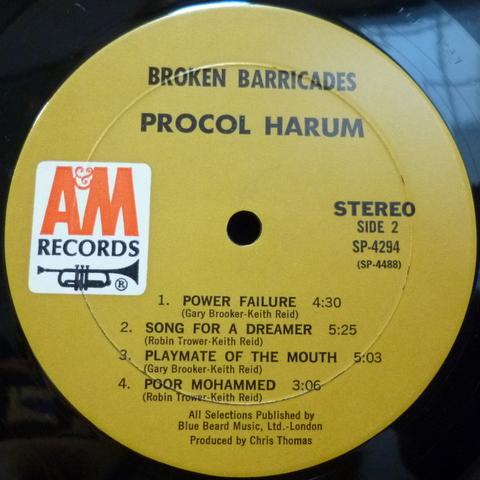 BROKEN BARRICADES
PROCOL HARUM
A&M
RECORDS
®
STEREO
SIDE 2
SP-4294
(SP-4488)
1. POWER FAILURE 4:30
(Gary Brooker-Keith Reid)
2. SONG FOR A DREAMER 5:25
(Robin Trower-Keith Reid)
3. PLAYMATE OF THE MOUTH 5:03
(Gary Brooker-Keith Reid)
4. POOR MOHAMMED 3:06
(Robin Trower-Keith Reid)
All Selections Published by
Blue Beard Music, Ltd.-London
Produced by Chris Thomas